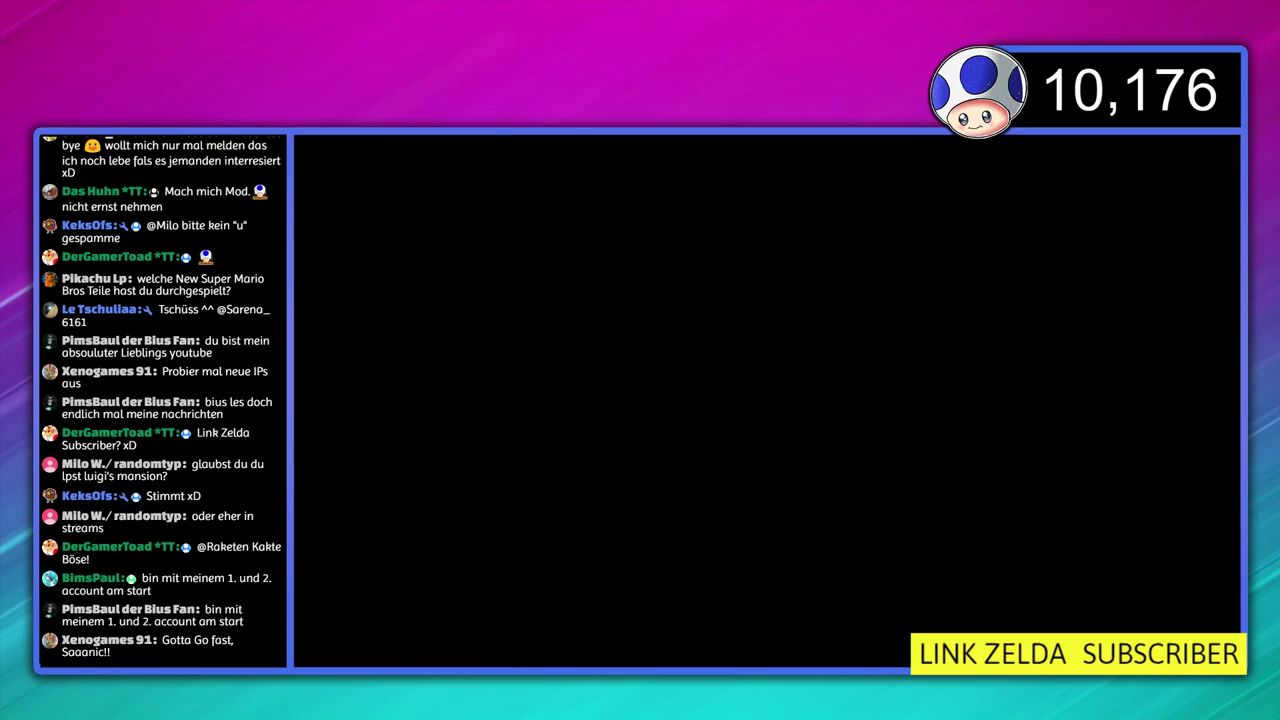 10,176
bye wollt mich nur mal melden das
ich noch lebe fals es jemanden interresiert
xD
Das Huhn *TT: Mach mich Mod.
nicht ernst nehmen
KeksOfs: @Milo bitte kein "u"
gespamme
DerGamerToad *TT:
Pikachu Lp: welche New Super Mario
Bros Teile hast du durchgespielt?
Le Tschuliaa: Tschüss ^^ @Sarena_
6161
PimsBaul der Bius Fan: du bist mein
absouluter Lieblings youtube
Xenogames 91: Probier mal neue IPs
aus
PimsBaul der Bius Fan: bius les doch
endlich mal meine nachrichten
DerGamerToad *TT: Link Zelda
Subscriber? xD
Milo W./ randomtyp: glaubst du du
lpst luigi's mansion?
KeksOfs: Stimmt xD
Milo W./ randomtyp: oder eher in
streams
DerGamerToad *TT: @Raketen Kakte
Böse!
BimsPaul: bin mit meinem 1. und 2.
account am start
PimsBaul der Bius Fan: bin mit
meinem 1. und 2. account am start
Xenogames 91: Gotta Go fast,
Saaanic!!
LINK ZELDA SUBSCRIBER